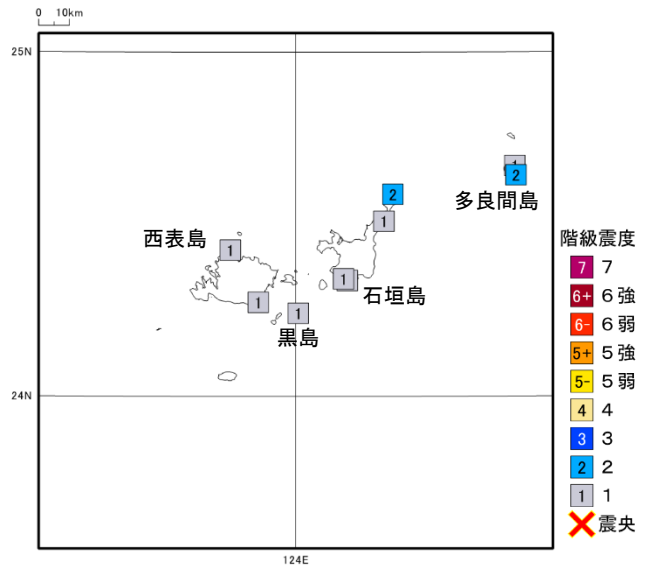 0 10km
25N
2
1
2
多良間島
西表島
1
1
1
石垣島
1
1
黒島
階級震度
7 7
6+ 6強
6- 6弱
5+ 5強
5- 5弱
4 4
3 3
2 2
1 1
震央
24N
124E